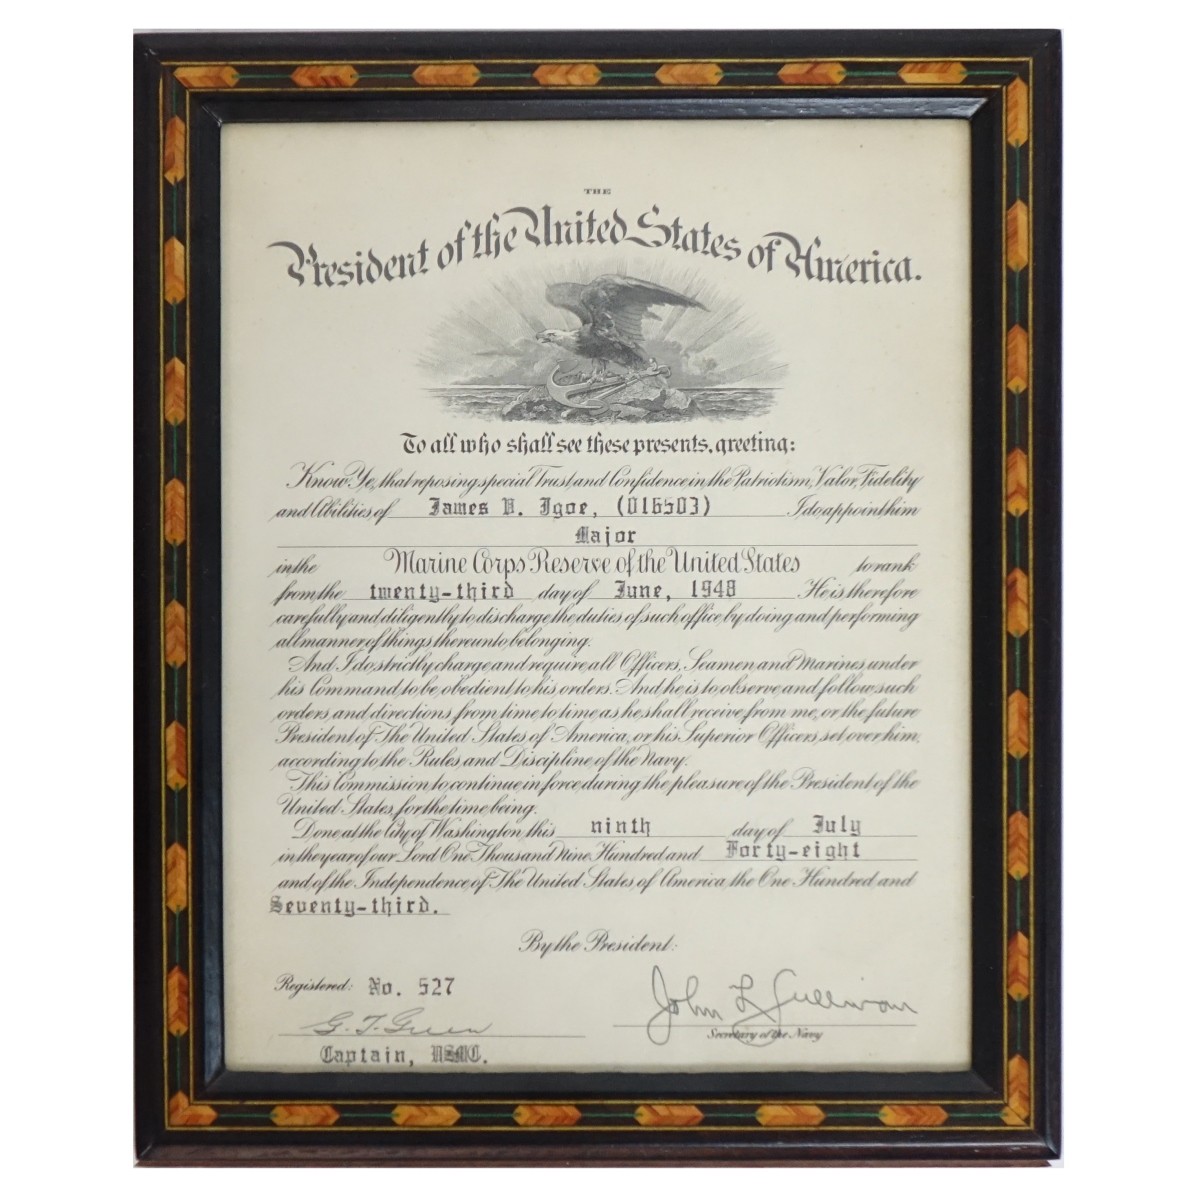 THE
President of the United States of America.
To all who shall see these presents, greeting:
Know Ye, that reposing special Trust and Confidence in the Patriotism, Valor, Fidelity
and Abilities of James V. Igoe, (016503) I do appoint him
Major
in the Marine Corps Reserve of the United States to rank
from the twenty-third day of June, 1948 He is therefore
carefully and diligently to discharge the duties of such office by doing and performing
all manner of things thereunto belonging.
And I do strictly charge and require all Officers, Seamen and Marines under
his Command to be obedient to his orders. And he is to observe and follow such
orders and directions from time to time as he shall receive from me, or the future
President of The United States of America, or his Superior Officers set over him,
according to the Rules and Discipline of the Navy.
This Commission to continue in force during the pleasure of the President of the
United States for the time being.
Done at the City of Washington this ninth day of July
in the year of our Lord One Thousand Nine Hundred and Forty-eight
and of the Independence of The United States of America the One Hundred and
Seventy-third.
By the President:
Registered: No. 527
John L Sullivan
G. T. Green
Secretary of the Navy
Captain, USMC.